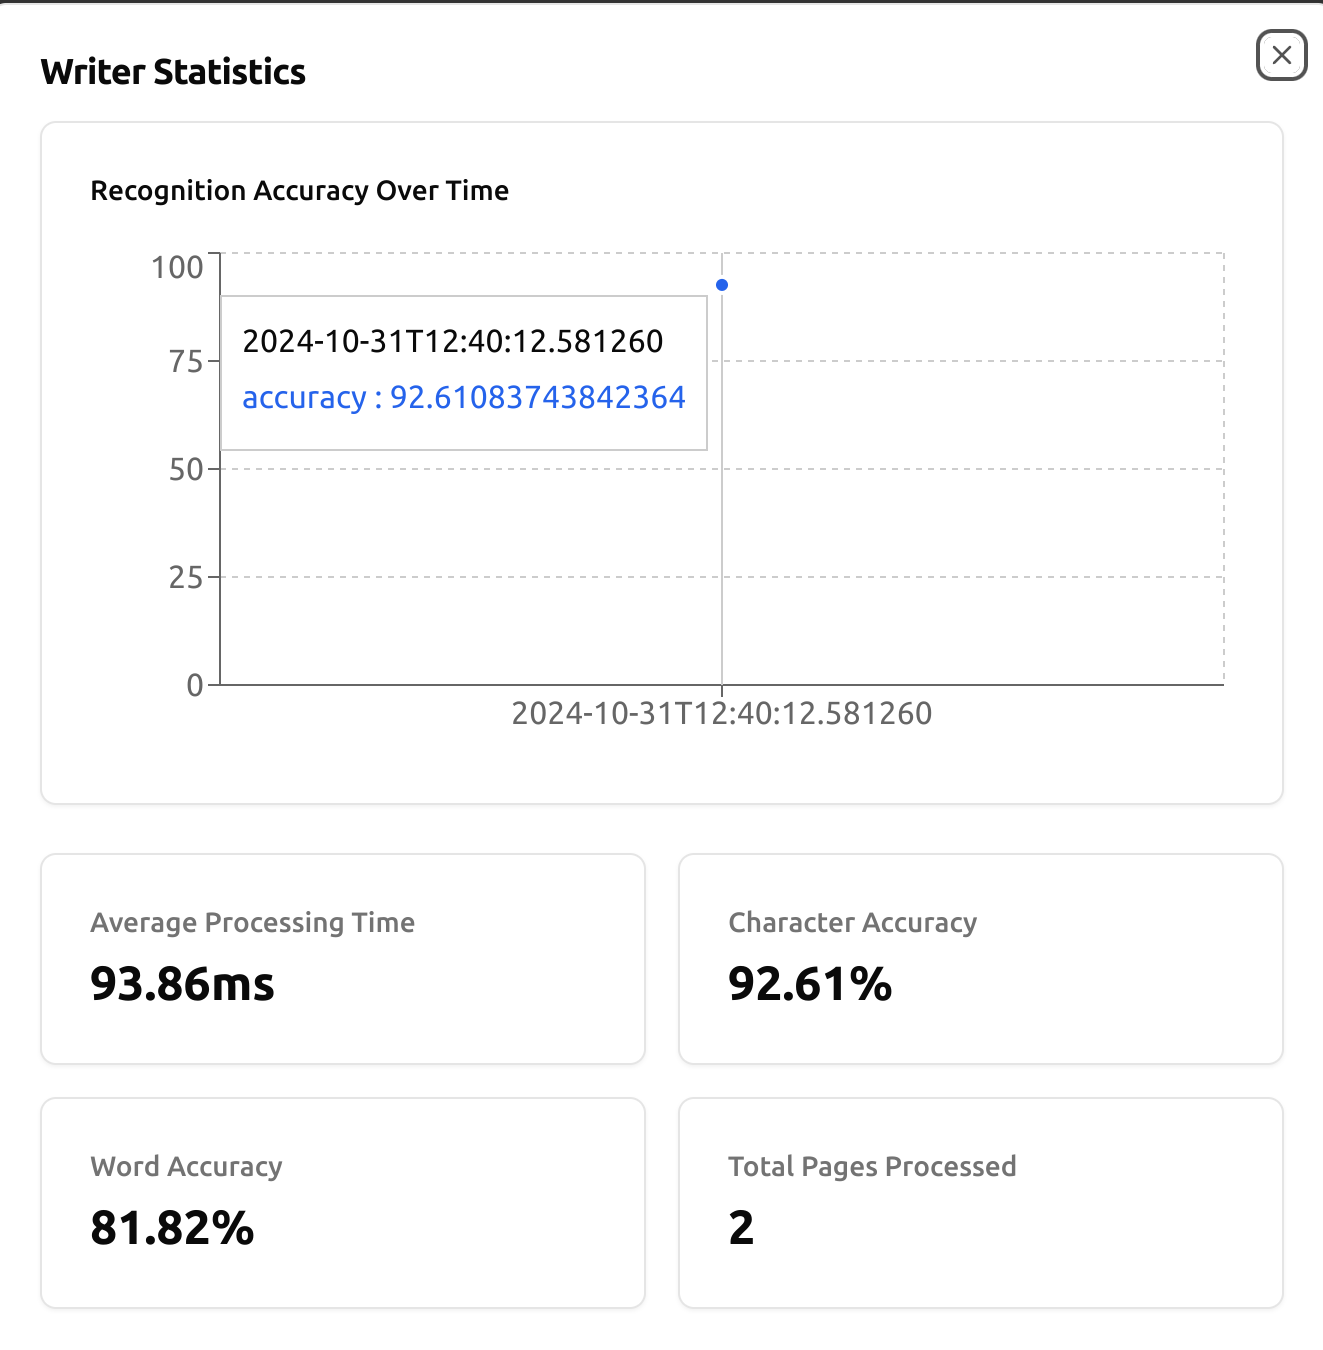 Writer Statistics
Recognition Accuracy Over Time
100
75
50
25
0
2024-10-31T12:40:12.581260
accuracy : 92.61083743842364
2024-10-31T12:40:12.581260
Average Processing Time
93.86ms
Character Accuracy
92.61%
Word Accuracy
81.82%
Total Pages Processed
2